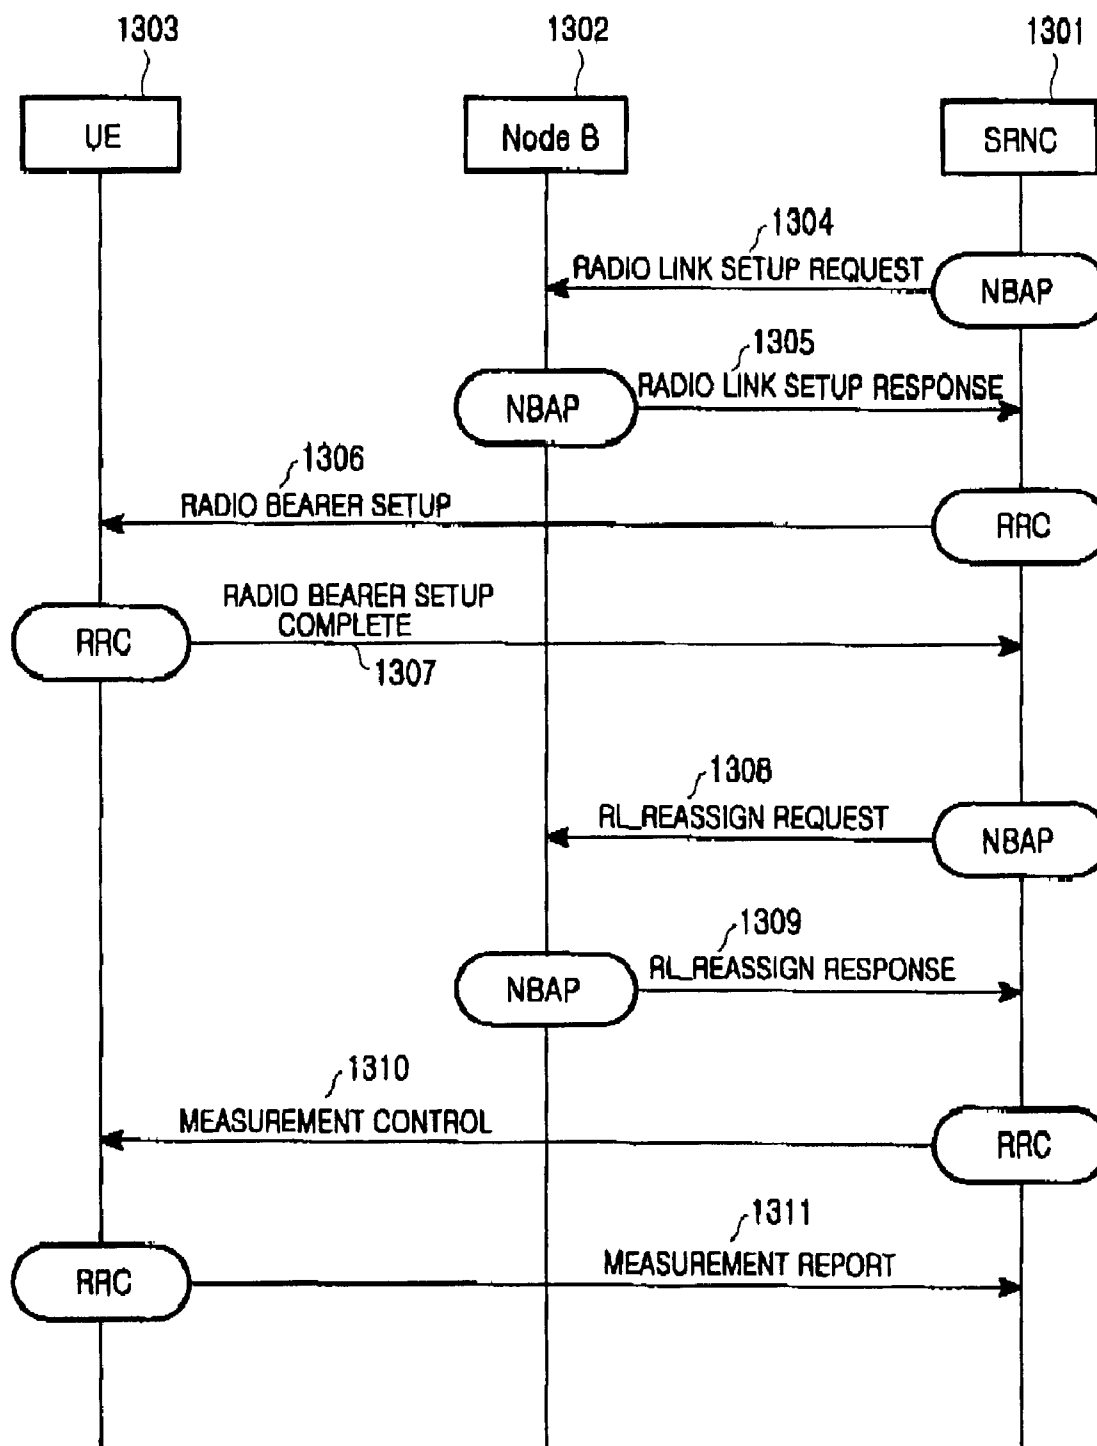 1303
1302
1301
UE
Node B
SRNC
1304
RADIO LINK SETUP REQUEST
NBAP
1305
NBAP
RADIO LINK SETUP RESPONSE
1306
RADIO BEARER SETUP
RRC
RADIO BEARER SETUP
COMPLETE
RRC
1307
1308
RL_REASSIGN REQUEST
NBAP
1309
NBAP
RL_REASSIGN RESPONSE
1310
MEASUREMENT CONTROL
RRC
1311
MEASUREMENT REPORT
RRC